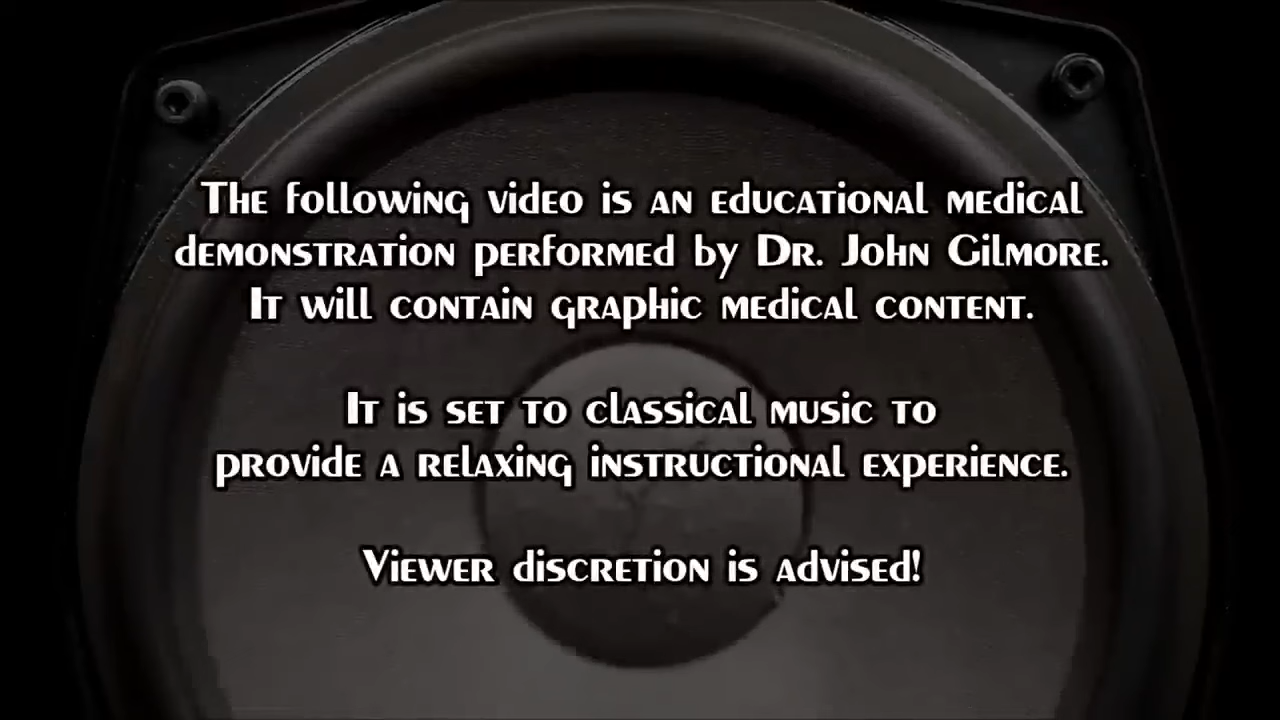 The following video is an educational medical
demonstration performed by Dr. John Gilmore.
It will contain graphic medical content.
It is set to classical music to
provide a relaxing instructional experience.
Viewer discretion is advised!